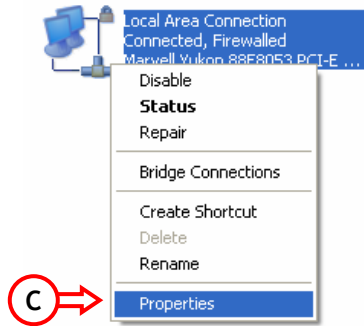 Local Area Connection
Connected, Firewalled
Marvell Yukon 88E8053 PCI-E ...
Disable
Status
Repair
Bridge Connections
Create Shortcut
Delete
Rename
C
Properties